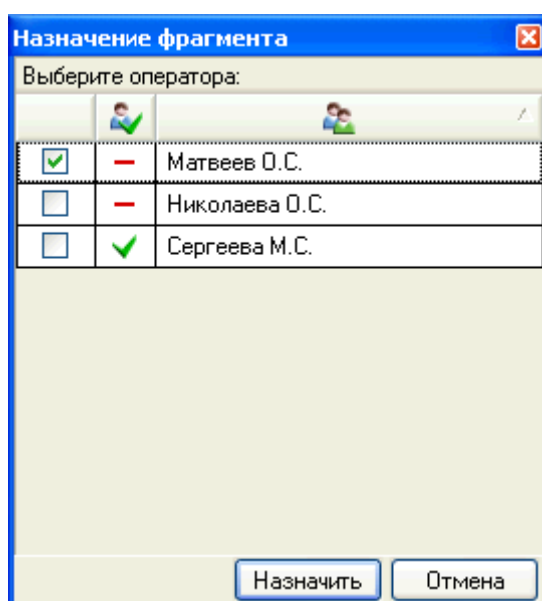 Назначение фрагмента
Выберите оператора:
Матвеев О.С.
Николаева О.С.
Сергеева М.С.
Назначить Отмена